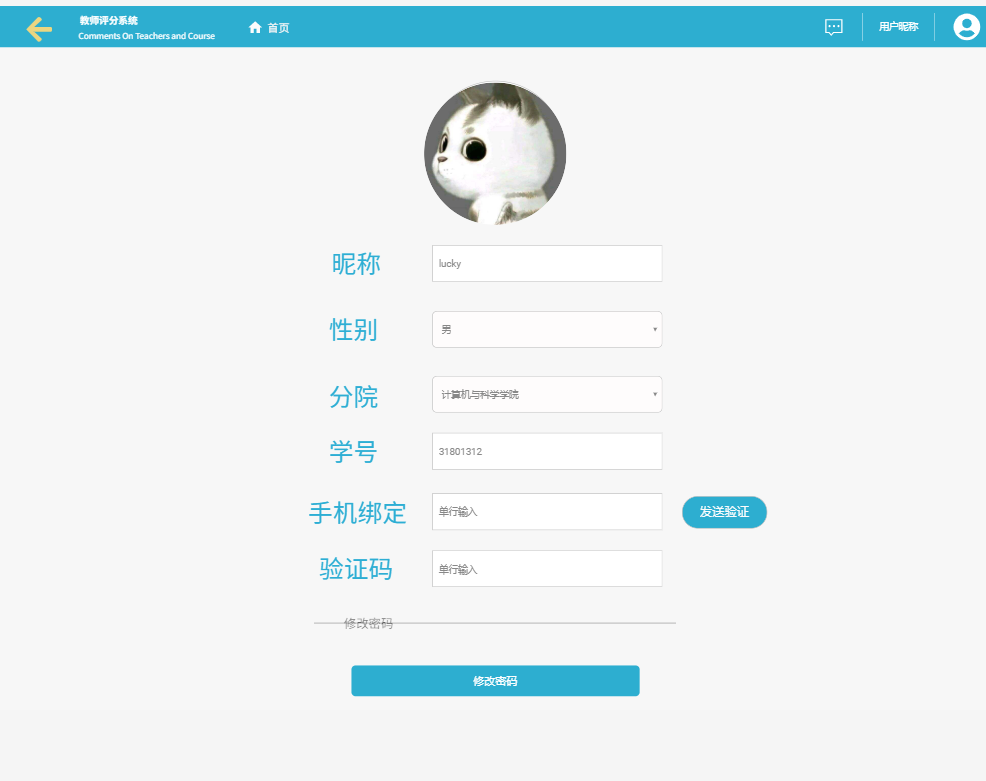 教师评分系统
Comments On Teachers and Course
首页
用户昵称
昵称
lucky
性别
男
分院
计算机与科学学院
学号
31801312
手机绑定
单行输入
发送验证
验证码
单行输入
修改密码
修改密码